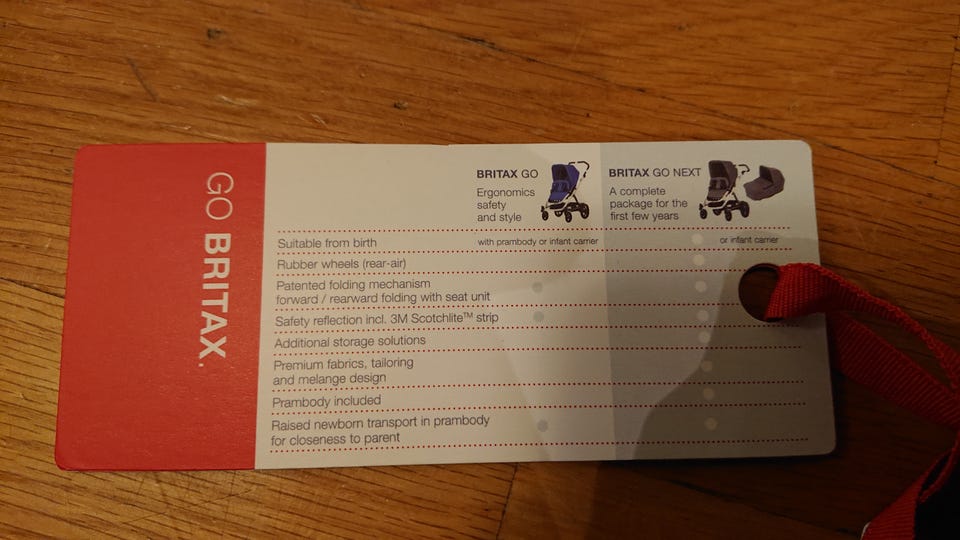 GO BRITAX.
BRITAX GO
Ergonomics
safety
and style
BRITAX GO NEXT
A complete
package for the
first few years
Suitable from birth
with prambody or infant carrier
or infant carrier
Rubber wheels (rear-air)
Patented folding mechanism
forward / rearward folding with seat unit
Safety reflection incl. 3M Scotchlite™ strip
Additional storage solutions
Premium fabrics, tailoring
and melange design
Prambody included
Raised newborn transport in prambody
for closeness to parent